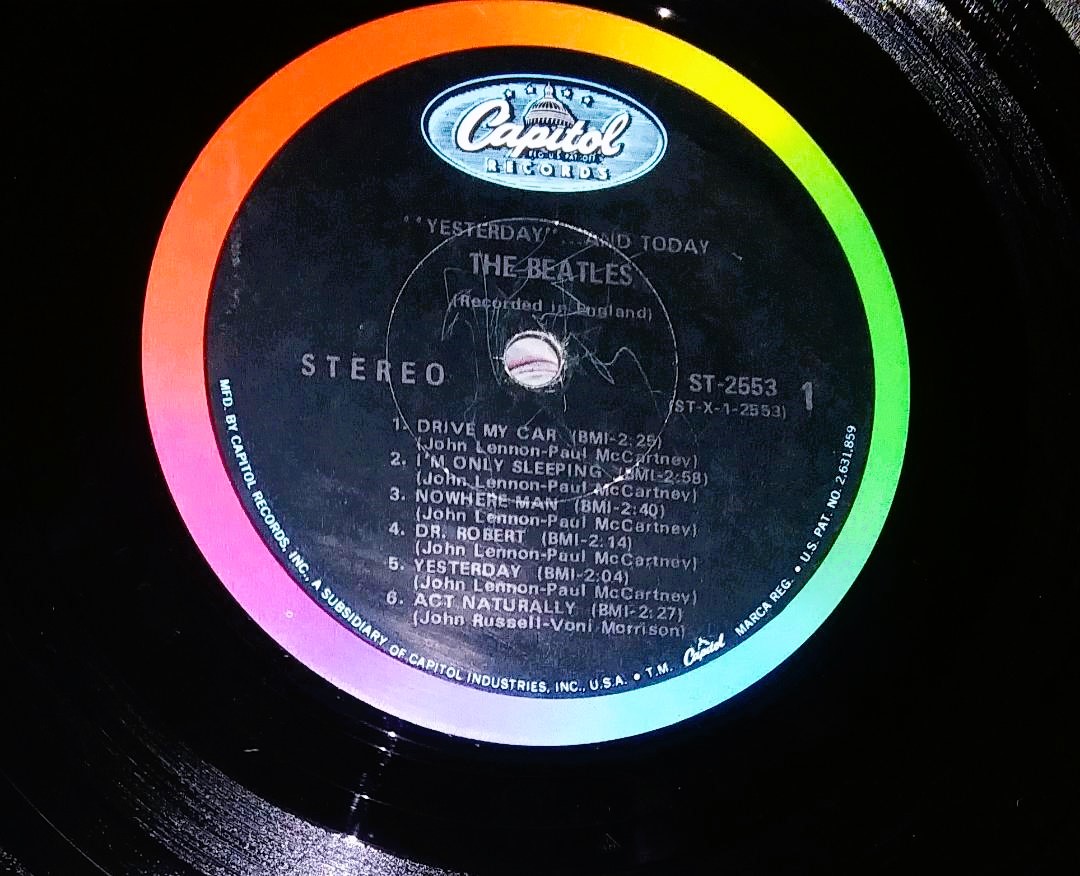 Capitol
REG. U.S. PAT. OFF.
RECORDS
"YESTERDAY"...AND TODAY
THE BEATLES
(Recorded in England)
STEREO
ST-2553 1
(ST-X-1-2553)
1. DRIVE MY CAR (BMI-2:25)
(John Lennon-Paul McCartney)
2. I'M ONLY SLEEPING (BMI-2:58)
(John Lennon-Paul McCartney)
3. NOWHERE MAN (BMI-2:40)
(John Lennon-Paul McCartney)
4. DR. ROBERT (BMI-2:14)
(John Lennon-Paul McCartney)
5. YESTERDAY (BMI-2:04)
(John Lennon-Paul McCartney)
6. ACT NATURALLY (BMI-2:27)
(John Russell-Voni Morrison)
MFD. BY CAPITOL RECORDS, INC., A SUBSIDIARY OF CAPITOL INDUSTRIES, INC., U.S.A. • T.M. Capitol MARCA REG. • U.S. PAT. NO. 2,631,859